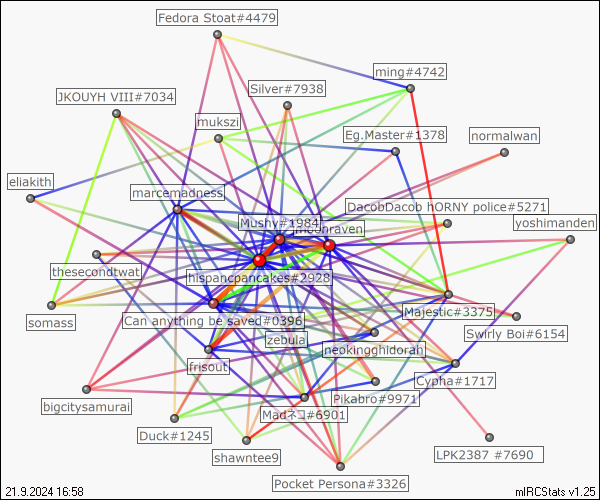 Fedora Stoat#4479
ming#4742
Silver#7938
JKOUYH VIII#7034
mukszi
Eg.Master#1378
normalwan
eliakith
marcemadness
DacobDacob hORNY police#5271
Mushy#1984
moonraven
yoshimanden
thesecondtwat
hispancpancakes#2928
somass
Can anything be saved#0396
Majestic#3375
Swirly Boi#6154
zebula
neokingghidorah
frisout
Cypha#1717
bigcitysamurai
Pikabro#9971
Madネコ#6901
Duck#1245
shawntee9
LPK2387 #7690
Pocket Persona#3326
21.9.2024 16:58
mIRCStats v1.25